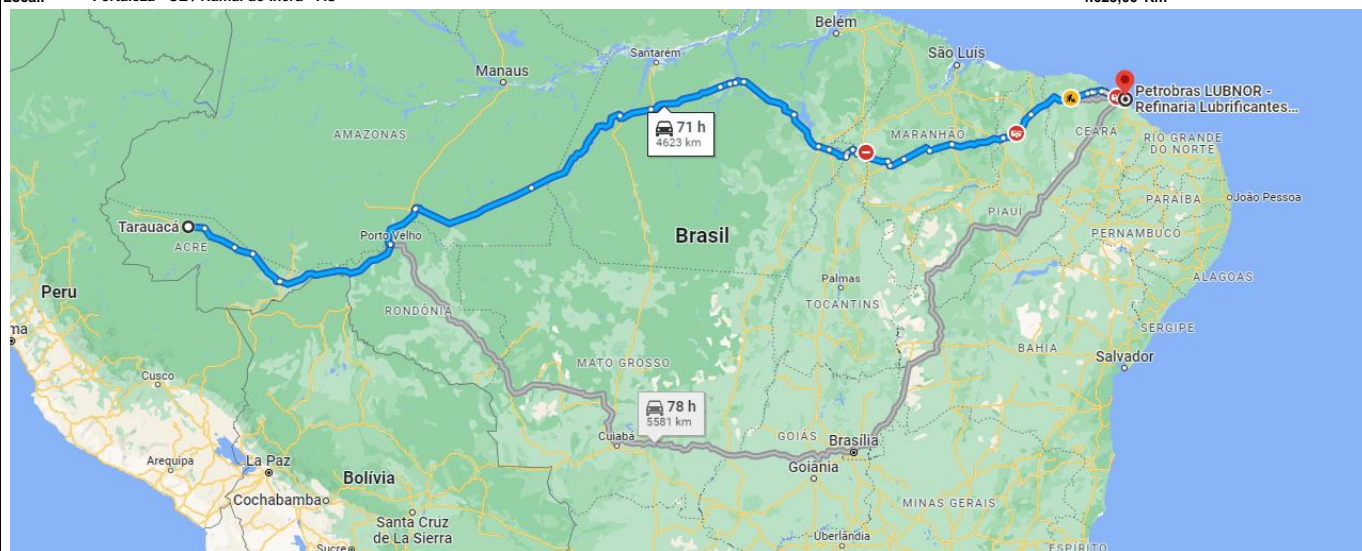 Manaus
Santarém
Belém
São Luís
Petrobras LUBNOR -
Refinaria Lubrificantes...
AMAZONAS
71 h
4623 km
MARANHÃO
CEARÁ
RIO GRANDE
DO NORTE
Tarauacá
ACRE
Porto Velho
Brasil
PIAUÍ
PARAÍBA
João Pessoa
PERNAMBUCO
Peru
Palmas
TOCANTINS
ALAGOAS
RONDÔNIA
SERGIPE
MATO GROSSO
BAHIA
Salvador
Cusco
78 h
5581 km
Cuiabá
GOIÁS
Brasília
Arequipa
La Paz
Bolívia
Goiânia
Cochabamba
MINAS GERAIS
Santa Cruz
de La Sierra
Uberlândia